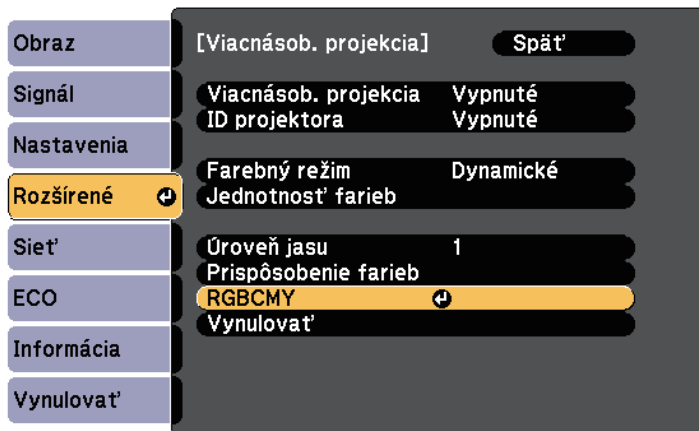 Obraz
Signál
Nastavenia
Rozšírené
Sieť
ECO
Informácia
Vynulovať
[Viacnásob. projekcia] Späť
Viacnásob. projekcia Vypnuté
ID projektora Vypnuté
Farebný režim Dynamické
Jednotnosť farieb
Úroveň jasu 1
Prispôsobenie farieb
RGBCMY
Vynulovať